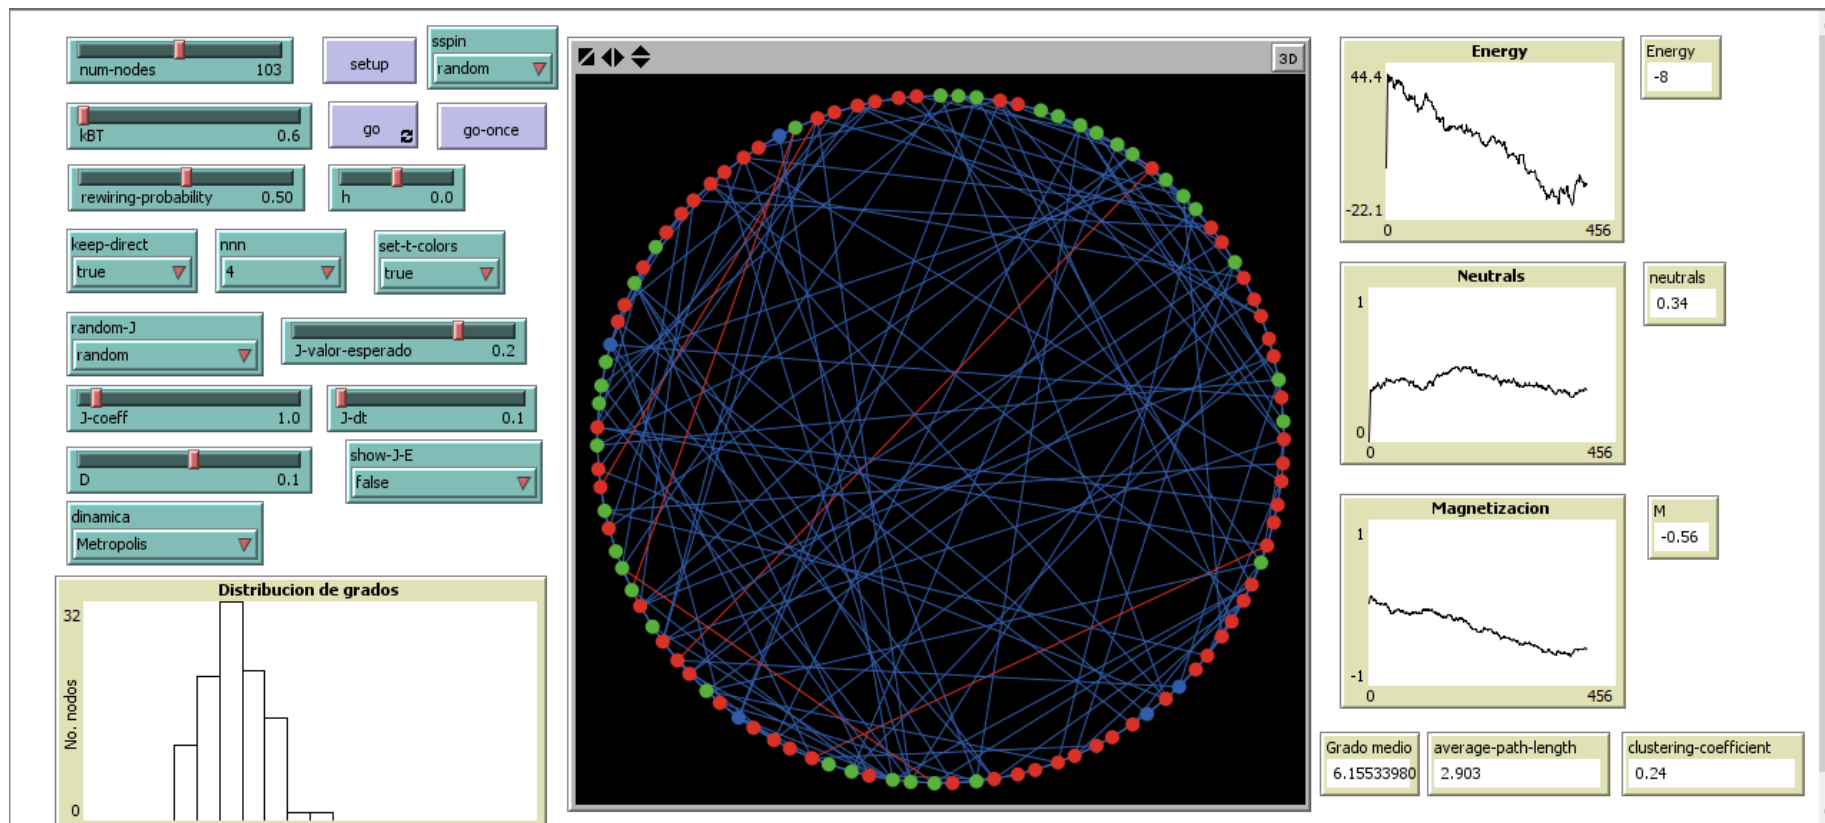 num-nodes 103
setup
sspin
random
kBT 0.6
go
go-once
rewiring-probability 0.50
h 0.0
keep-direct
true
nnn
4
set-t-colors
true
random-J
random
J-valor-esperado 0.2
J-coeff 1.0
J-dt 0.1
D 0.1
show-J-E
false
dinamica
Metropolis
Distribucion de grados
32
No. nodos
0
3D
Energy
44.4
-22.1
0 456
Energy
-8
Neutrals
1
0
0 456
neutrals
0.34
Magnetizacion
1
-1
0 456
M
-0.56
Grado medio
6.15533980
average-path-length
2.903
clustering-coefficient
0.24